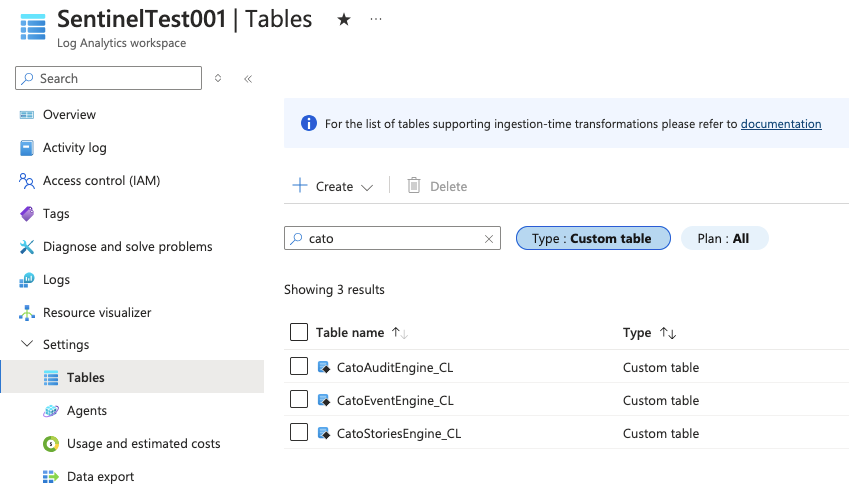 SentinelTest001 | Tables
Log Analytics workspace
Search
Overview
Activity log
Access control (IAM)
Tags
Diagnose and solve problems
Logs
Resource visualizer
Settings
Tables
Agents
Usage and estimated costs
Data export
For the list of tables supporting ingestion-time transformations please refer to documentation
Create
Delete
cato
Type : Custom table
Plan : All
Showing 3 results
Table name Type
CatoAuditEngine_CL Custom table
CatoEventEngine_CL Custom table
CatoStoriesEngine_CL Custom table